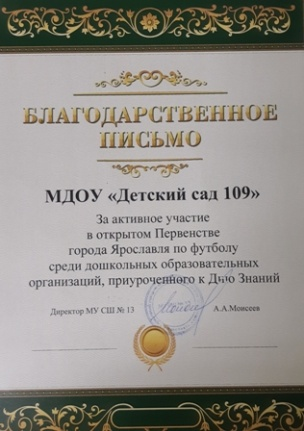 БЛАГОДАРСТВЕННОЕ
ПИСЬМО
МДОУ «Детский сад 109»
За активное участие
в открытом Первенстве
города Ярославля по футболу
среди дошкольных образовательных
организаций, приуроченного к Дню Знаний
Директор МУ СШ № 13 А.А.Моисеев